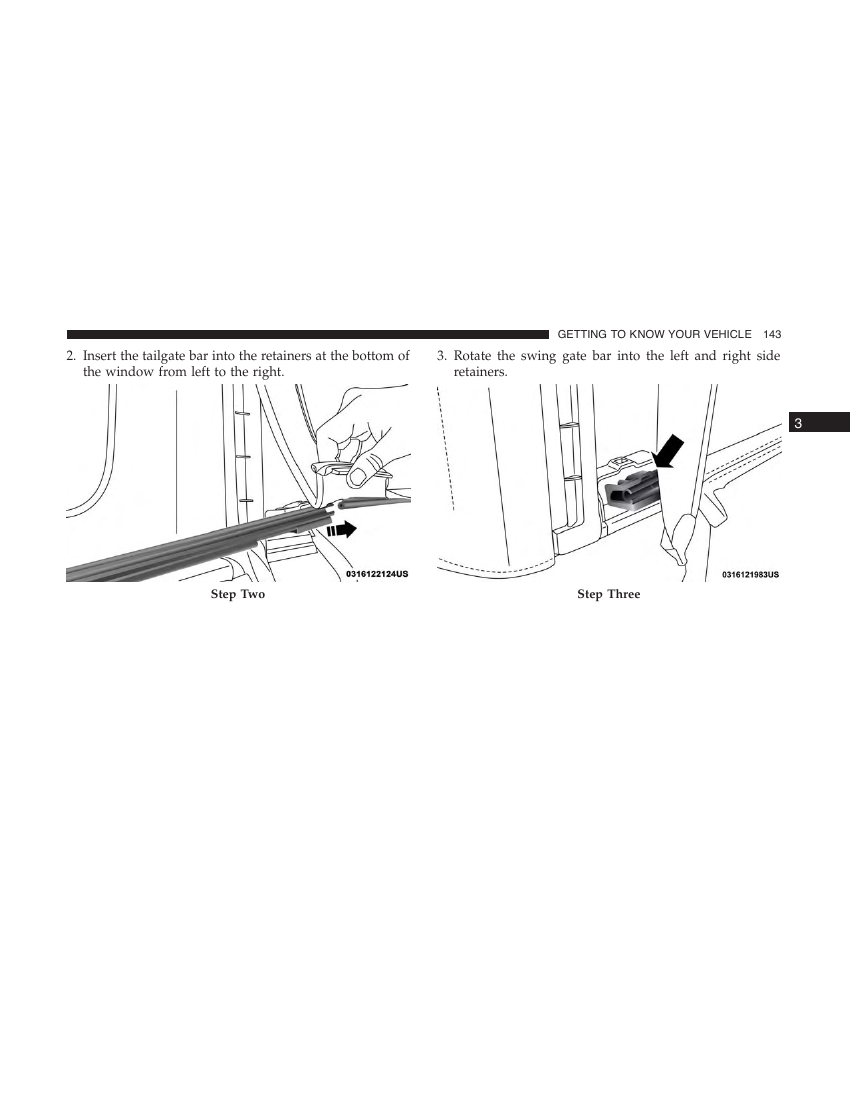 GETTING TO KNOW YOUR VEHICLE 143
2. Insert the tailgate bar into the retainers at the bottom of
the window from left to the right.
0316122124US
Step Two
3. Rotate the swing gate bar into the left and right side
retainers.
0316121983US
Step Three
3